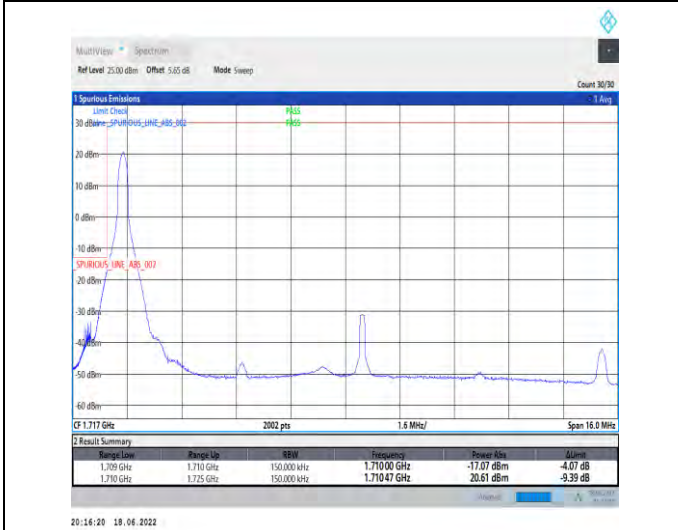 MultiView Spectrum
Ref Level 25.00 dBm Offset 5.65 dB Mode Sweep
Count 30/30
1 Spurious Emissions 1 Avg
Limit Check PASS
30 dBm Line _SPURIOUS_LINE_ABS_002 PASS
20 dBm
10 dBm
0 dBm
-10 dBm
_SPURIOUS_LINE_ABS_002
-20 dBm
-30 dBm
-40 dBm
-50 dBm
-60 dBm
CF 1.717 GHz 2002 pts 1.6 MHz/ Span 16.0 MHz
2 Result Summary
Range Low Range Up RBW Frequency Power Abs ΔLimit
1.709 GHz 1.710 GHz 150.000 kHz 1.71000 GHz -17.07 dBm -4.07 dB
1.710 GHz 1.725 GHz 150.000 kHz 1.71047 GHz 20.61 dBm -9.39 dB
20:16:20 18.06.2022